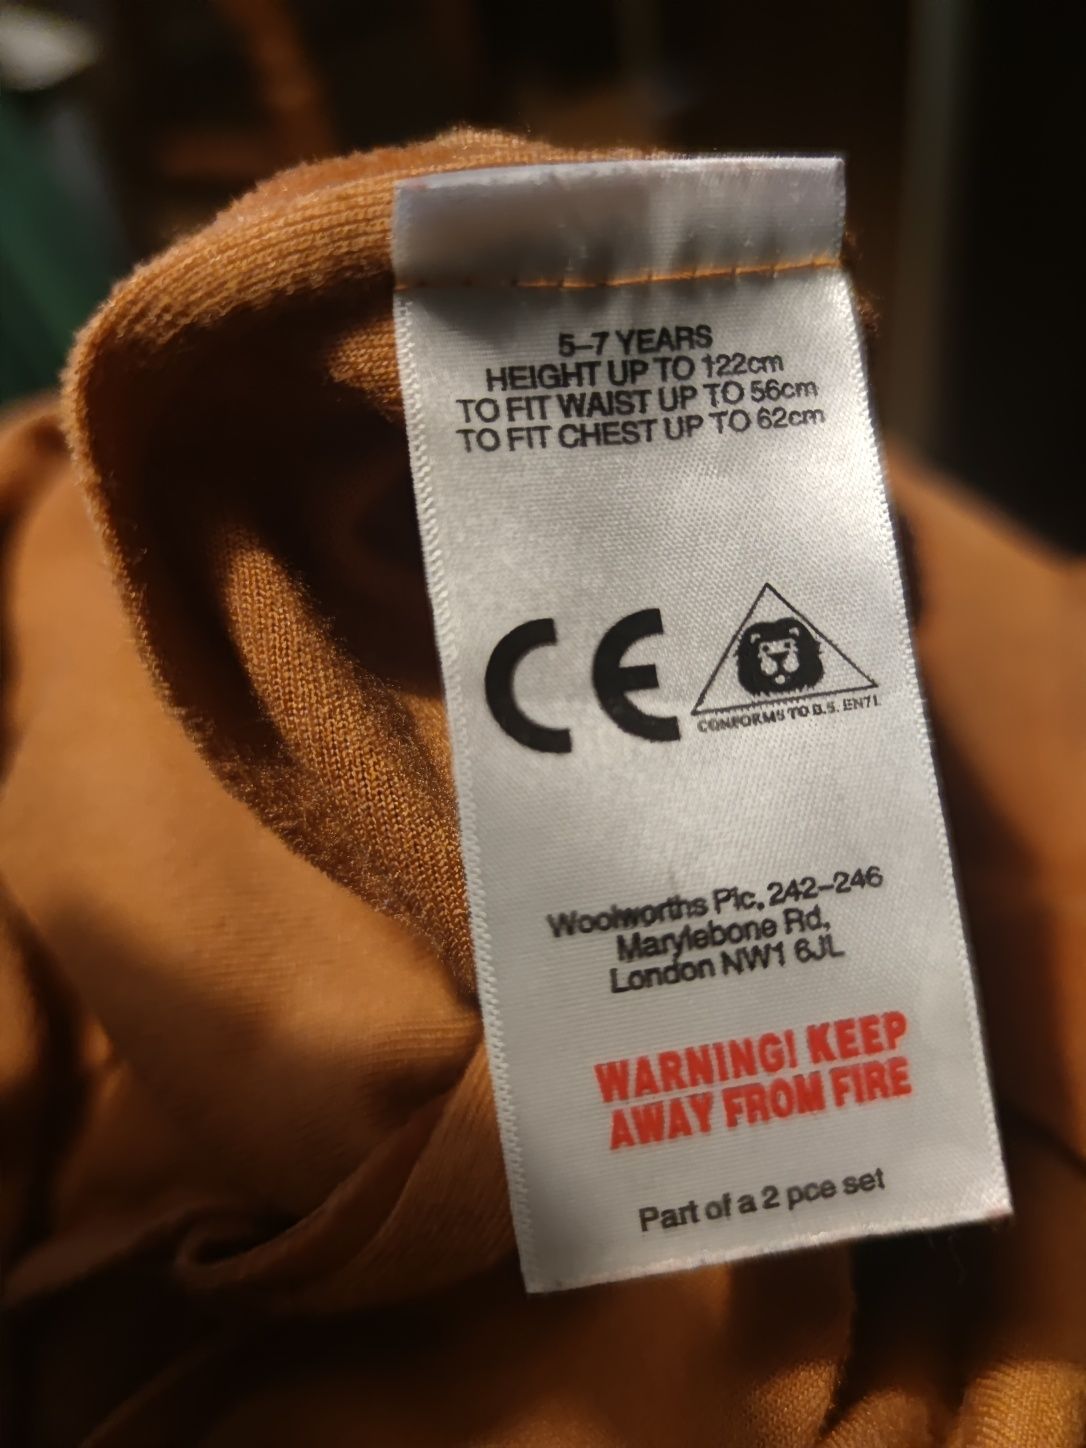 5–7 YEARS
HEIGHT UP TO 122cm
TO FIT WAIST UP TO 56cm
TO FIT CHEST UP TO 62cm
CE
CONFORMS TO B.S. EN71
Woolworths Plc, 242–246
Marylebone Rd,
London NW1 6JL
WARNING! KEEP
AWAY FROM FIRE
Part of a 2 pce set